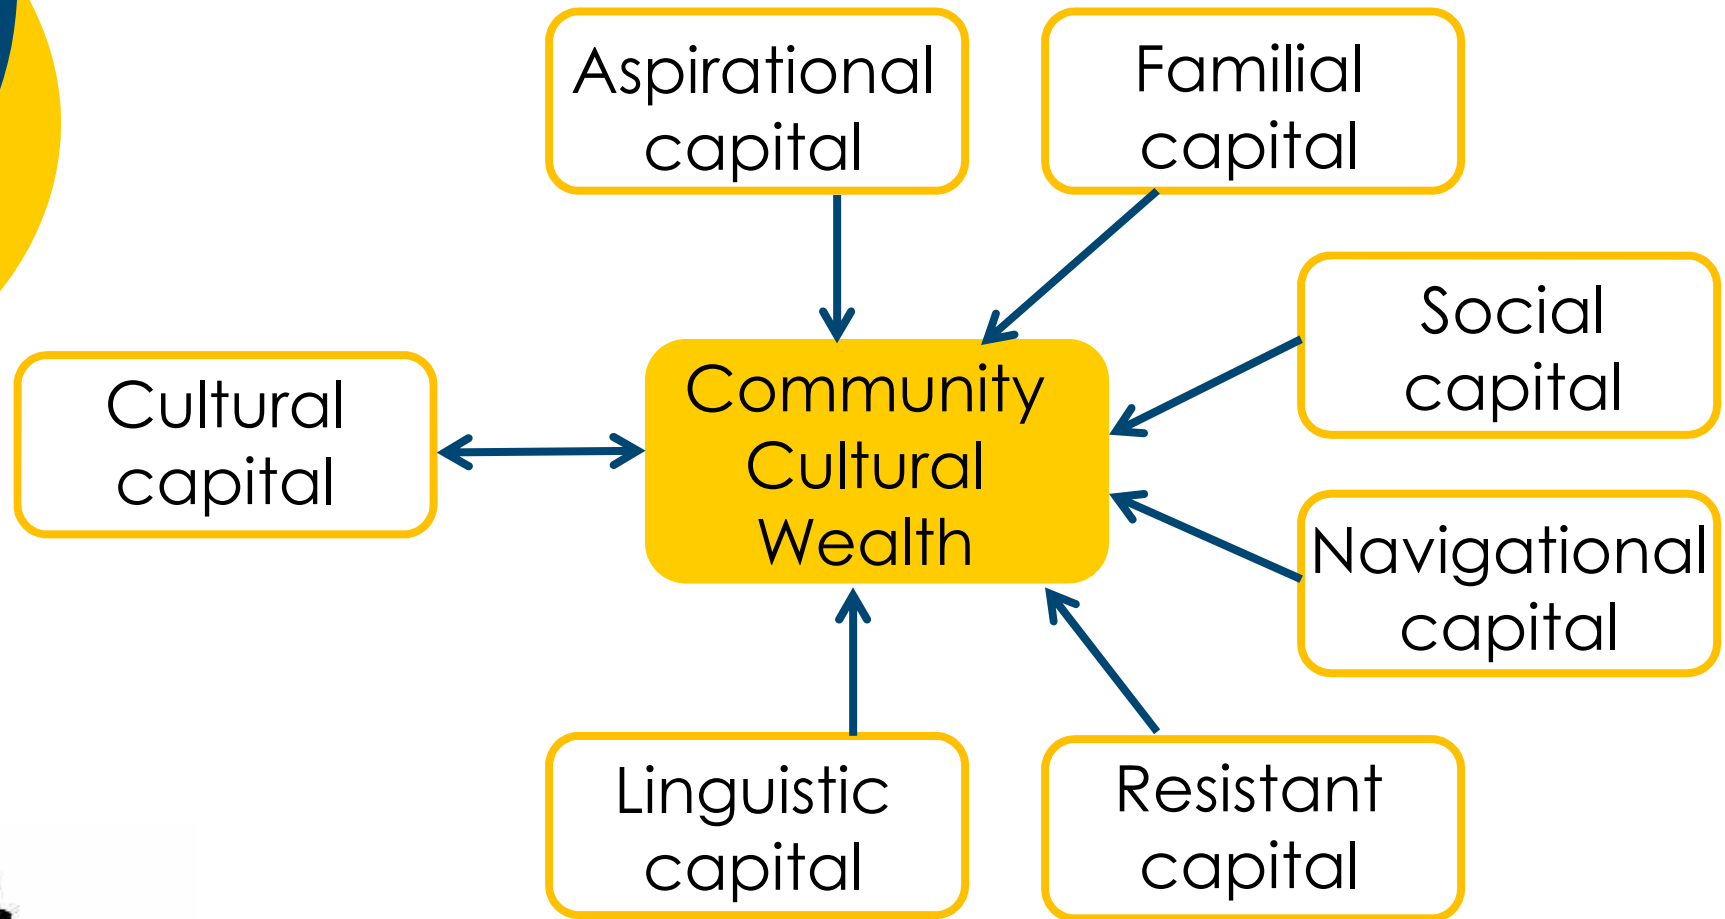 Aspirational
capital
Familial
capital
Social
capital
Cultural
capital
Community
Cultural
Wealth
Navigational
capital
Linguistic
capital
Resistant
capital